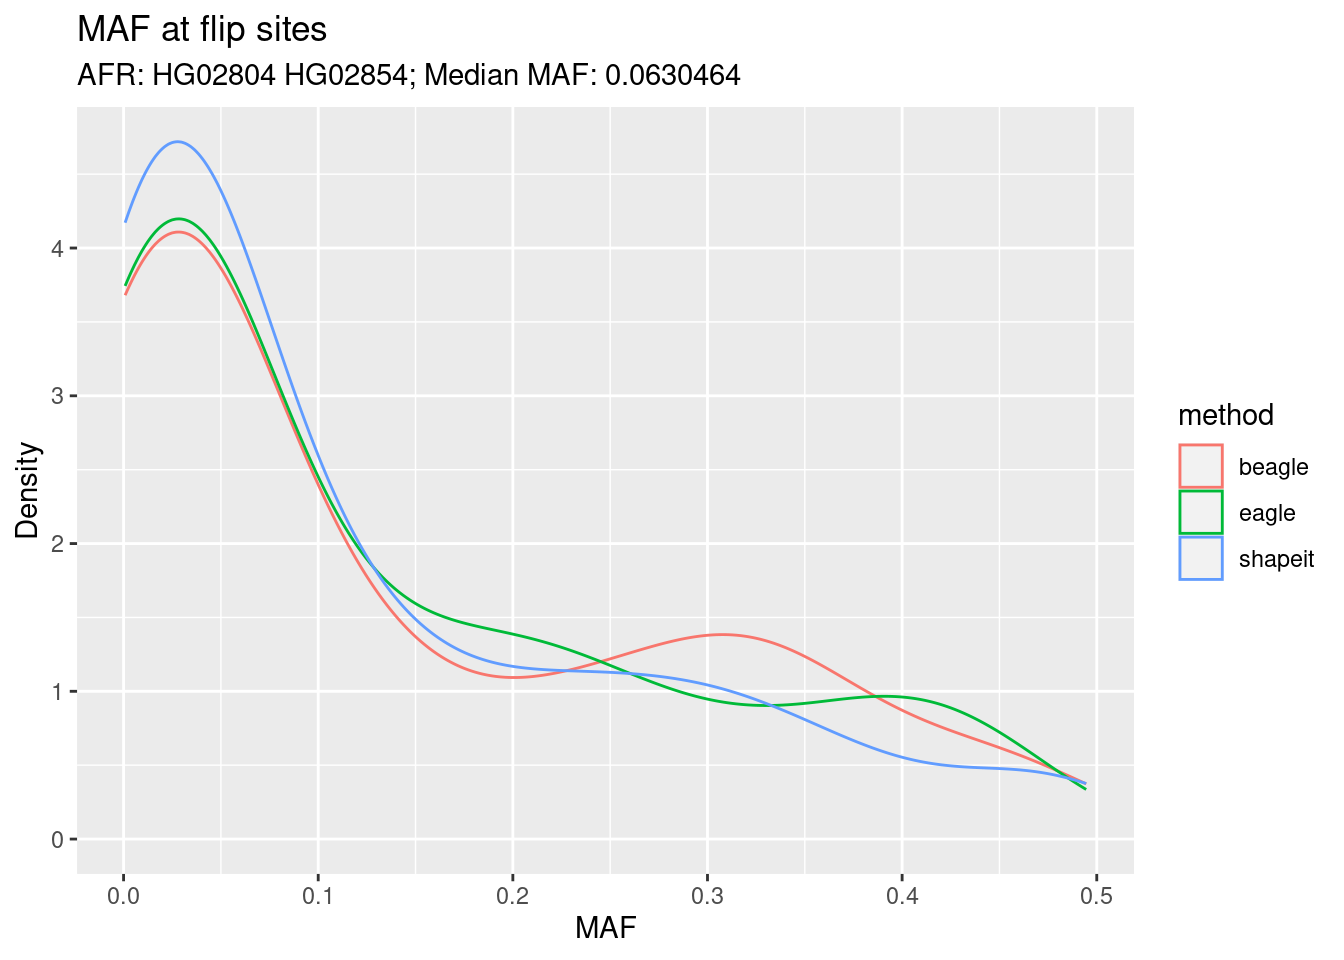 MAF at flip sites
AFR: HG02804 HG02854; Median MAF: 0.0630464
Density
4
3
2
1
0
0.0 0.1 0.2 0.3 0.4 0.5
MAF
method
beagle
eagle
shapeit